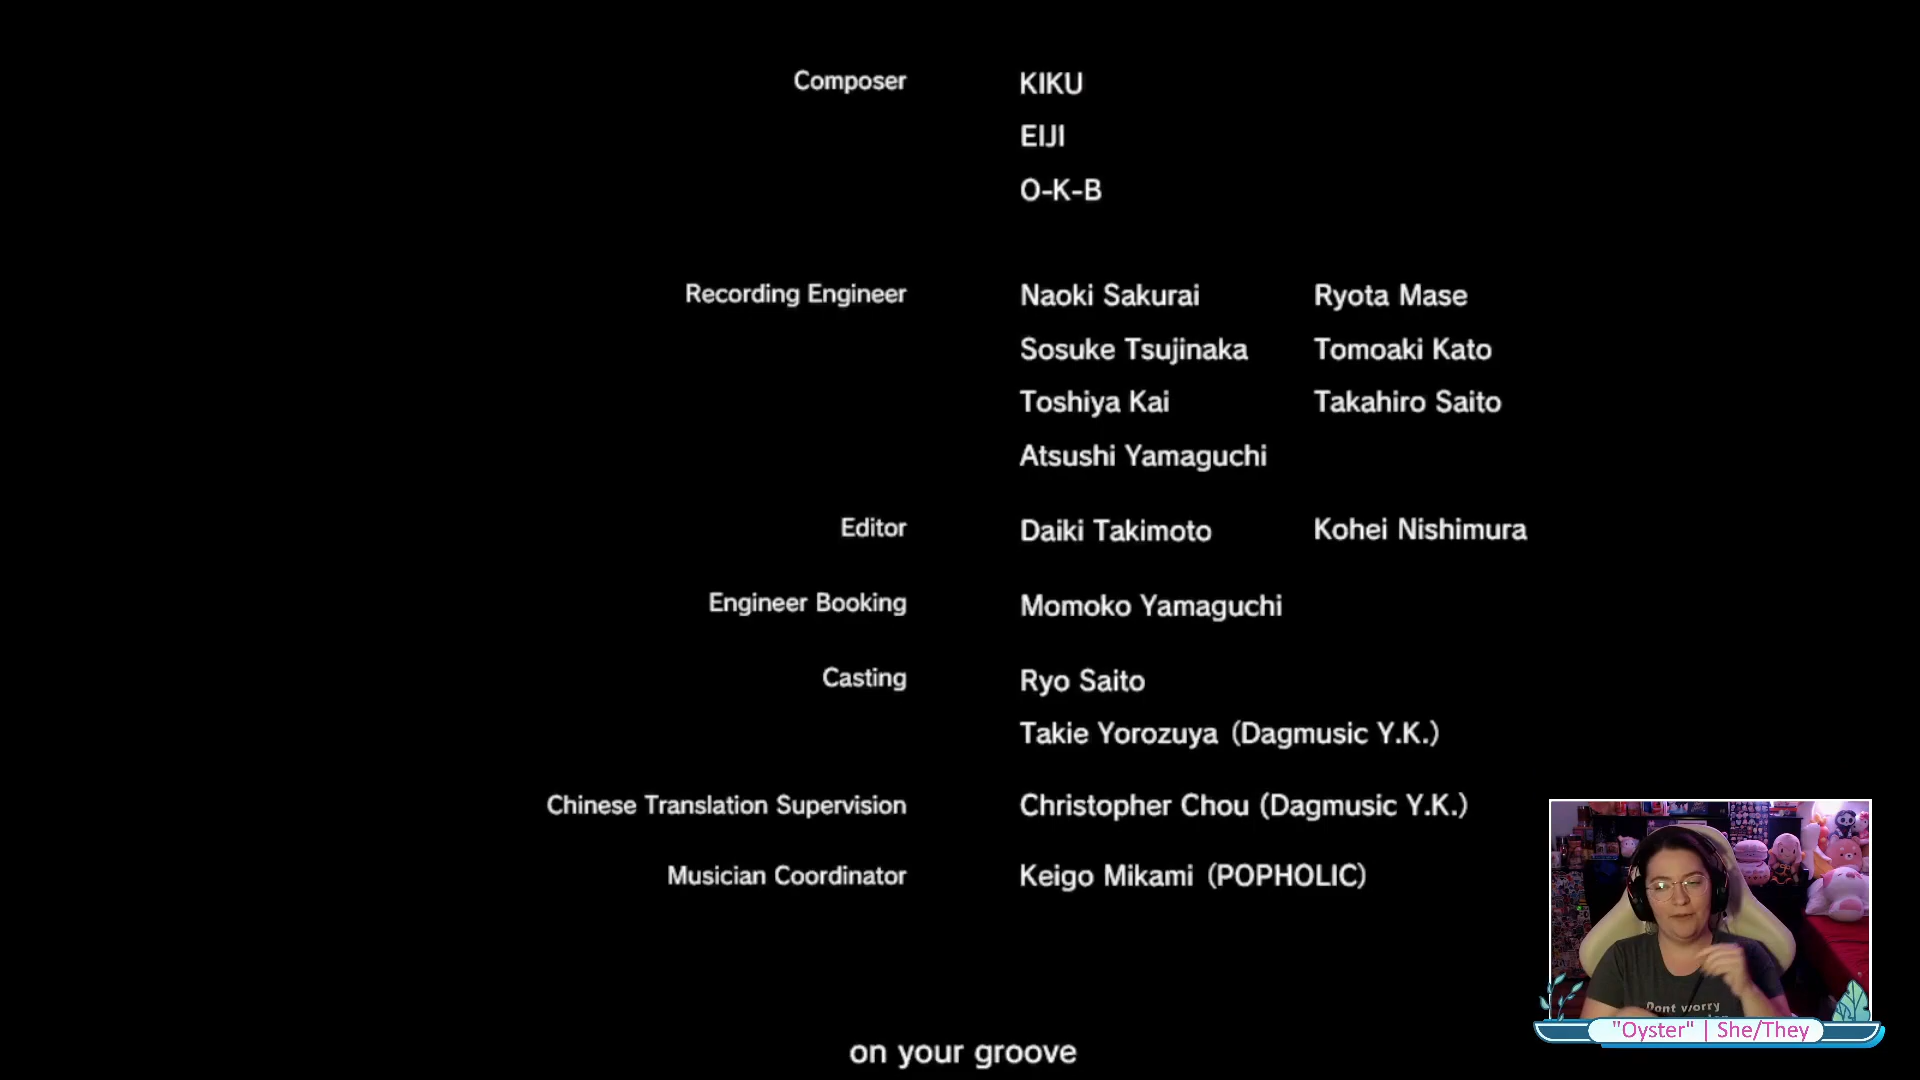 Composer KIKU
EIJI
O-K-B
Recording Engineer Naoki Sakurai Ryota Mase
Sosuke Tsujinaka Tomoaki Kato
Toshiya Kai Takahiro Saito
Atsushi Yamaguchi
Editor Daiki Takimoto Kohei Nishimura
Engineer Booking Momoko Yamaguchi
Casting Ryo Saito
Takie Yorozuya (Dagmusic Y.K.)
Chinese Translation Supervision Christopher Chou (Dagmusic Y.K.)
Musician Coordinator Keigo Mikami (POPHOLIC)
Dont worry
"Oyster" | She/They
on your groove